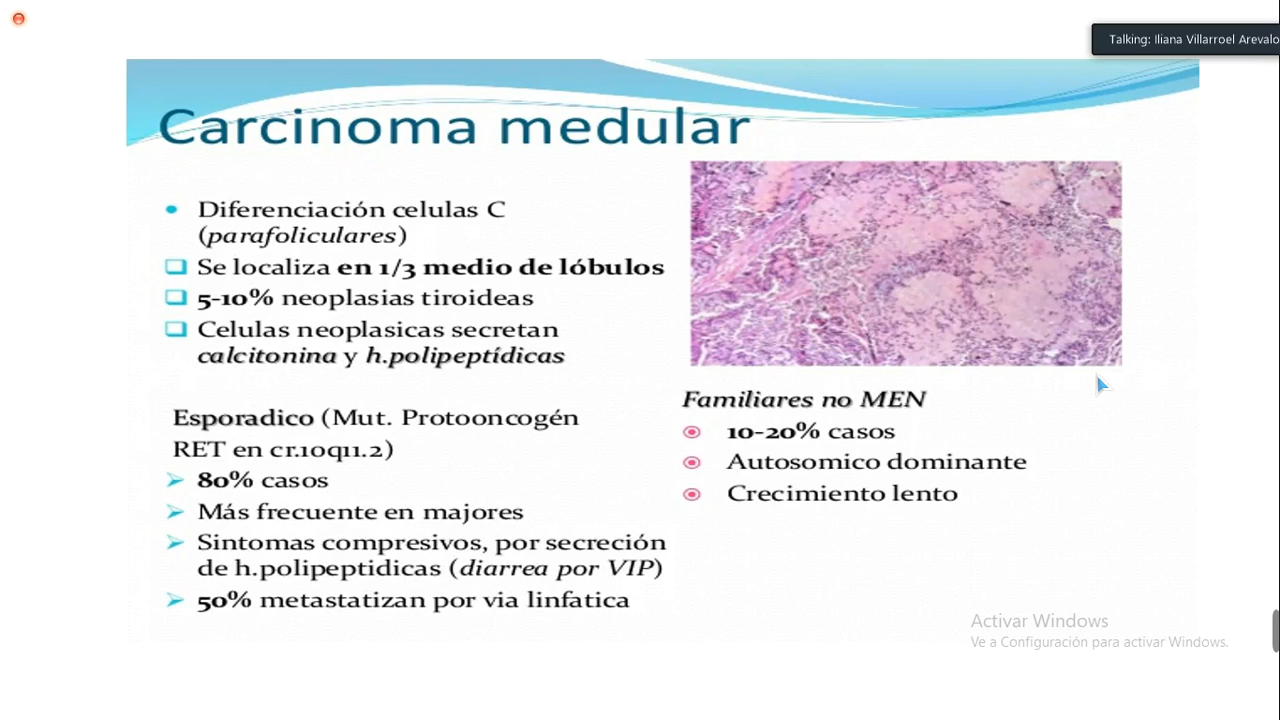 Talking: Iliana Villarroel Arevalo
Carcinoma medular
Diferenciación celulas C
(parafoliculares)
Se localiza en 1/3 medio de lóbulos
5-10% neoplasias tiroideas
Celulas neoplasicas secretan
calcitonina y h.polipeptídicas
Esporadico (Mut. Protooncogén
RET en cr.10q11.2)
80% casos
Más frecuente en majores
Sintomas compresivos, por secreción
de h.polipeptidicas (diarrea por VIP)
50% metastatizan por via linfatica
Familiares no MEN
10-20% casos
Autosomico dominante
Crecimiento lento
Activar Windows
Ve a Configuración para activar Windows.